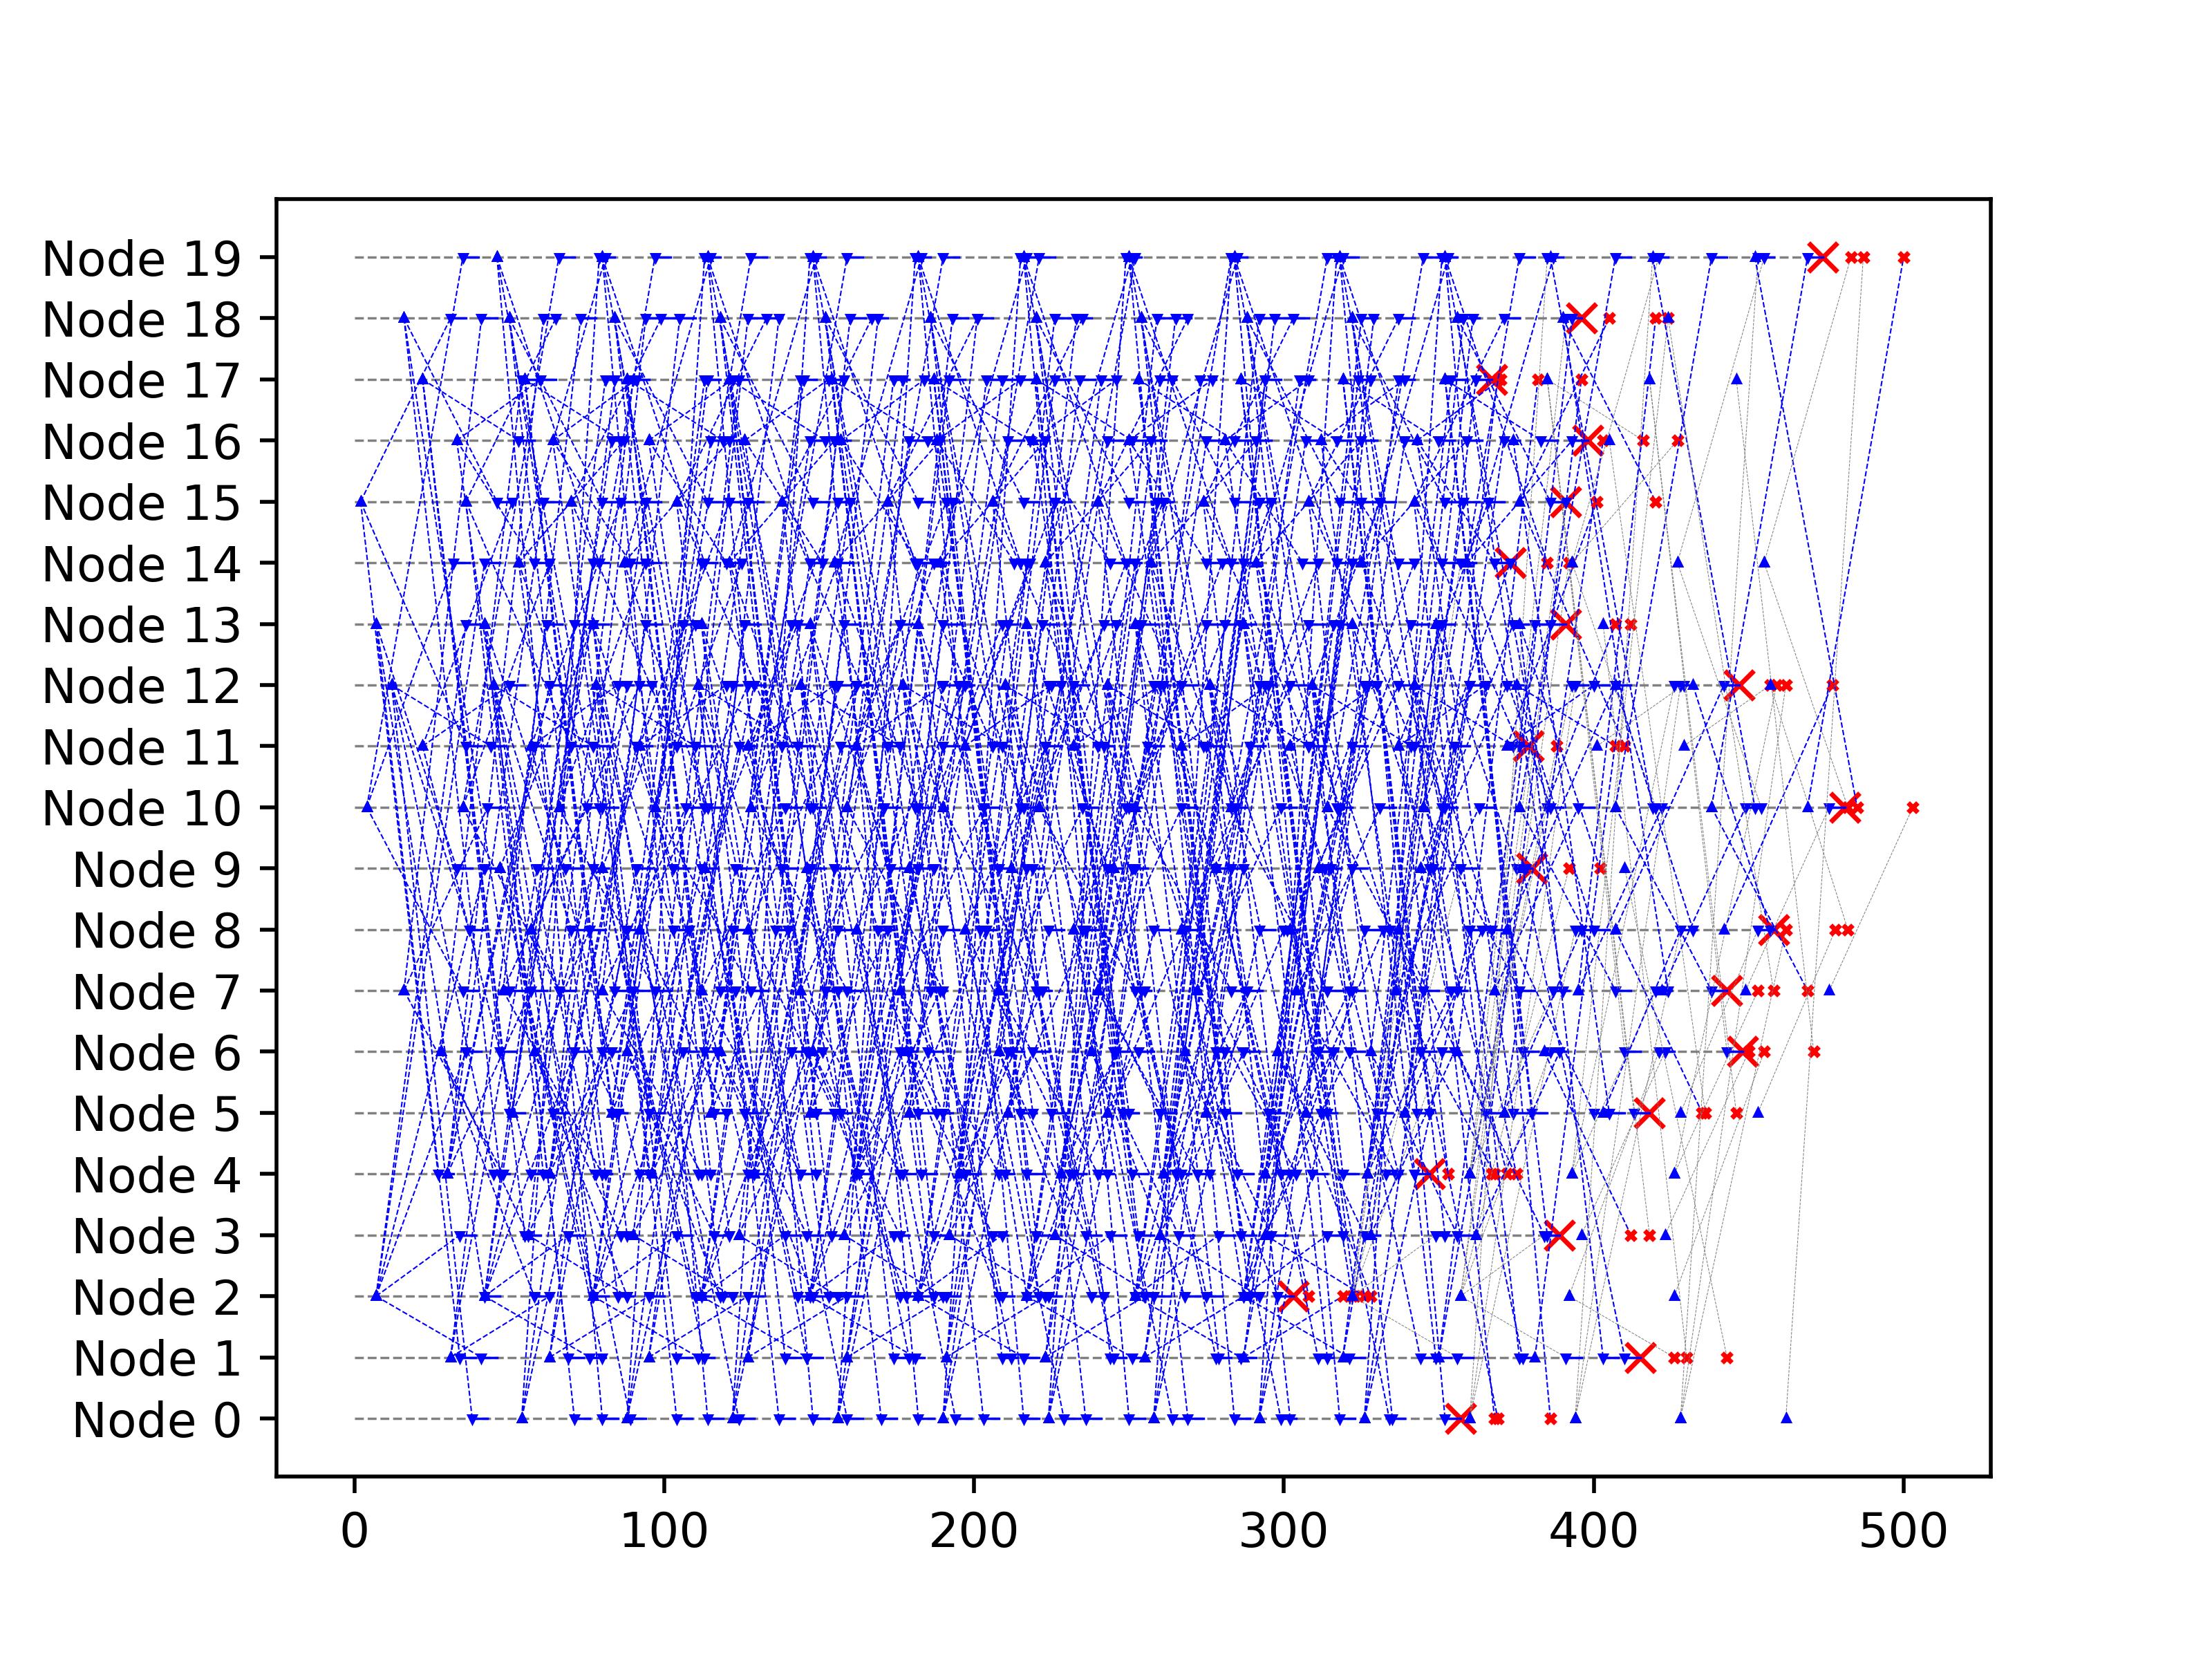 Node 19
Node 18
Node 17
Node 16
Node 15
Node 14
Node 13
Node 12
Node 11
Node 10
Node 9
Node 8
Node 7
Node 6
Node 5
Node 4
Node 3
Node 2
Node 1
Node 0
0 100 200 300 400 500